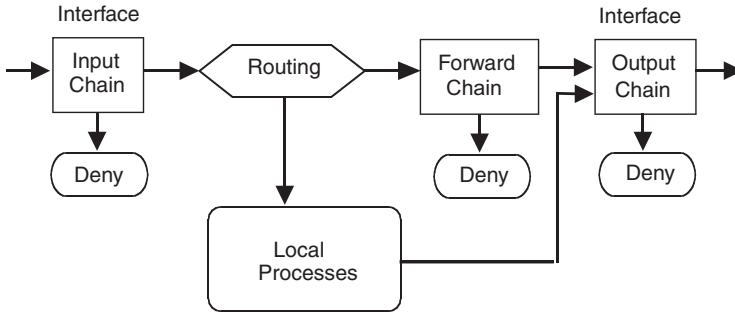 Interface
Interface
Input
Chain
Routing
Forward
Chain
Output
Chain
Deny
Deny
Deny
Local
Processes